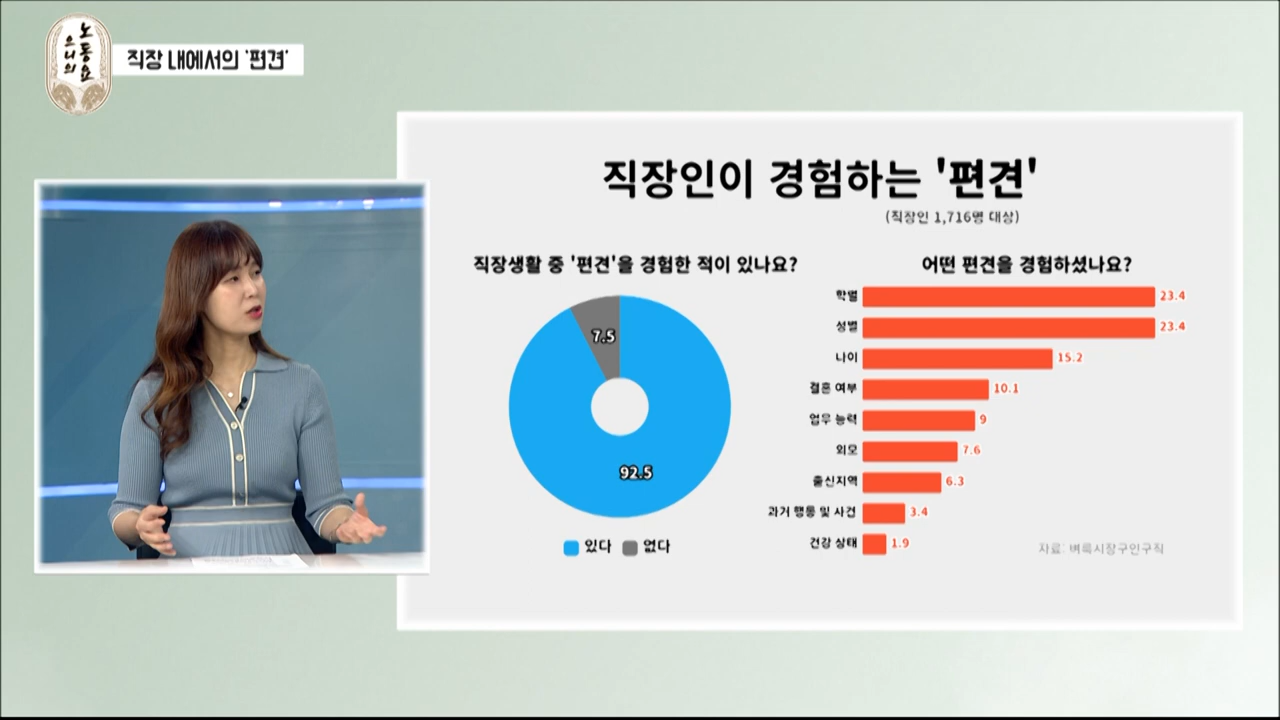 으니의
노동요
직장 내에서의 '편견'
직장인이 경험하는 '편견'
(직장인 1,716명 대상)
직장생활 중 '편견'을 경험한 적이 있나요?
7.5
92.5
있다 없다
어떤 편견을 경험하셨나요?
학벌 23.4
성별 23.4
나이 15.2
결혼 여부 10.1
업무 능력 9
외모 7.6
출신지역 6.3
과거 행동 및 사건 3.4
건강 상태 1.9
자료: 벼룩시장구인구직